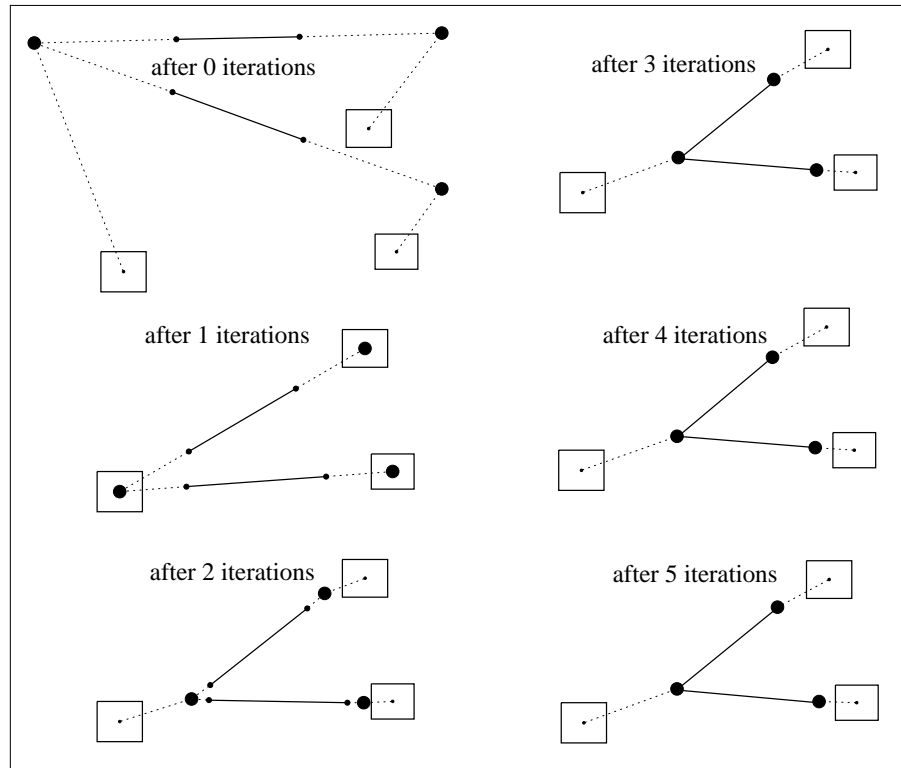 after 0 iterations
after 1 iterations
after 2 iterations
after 3 iterations
after 4 iterations
after 5 iterations